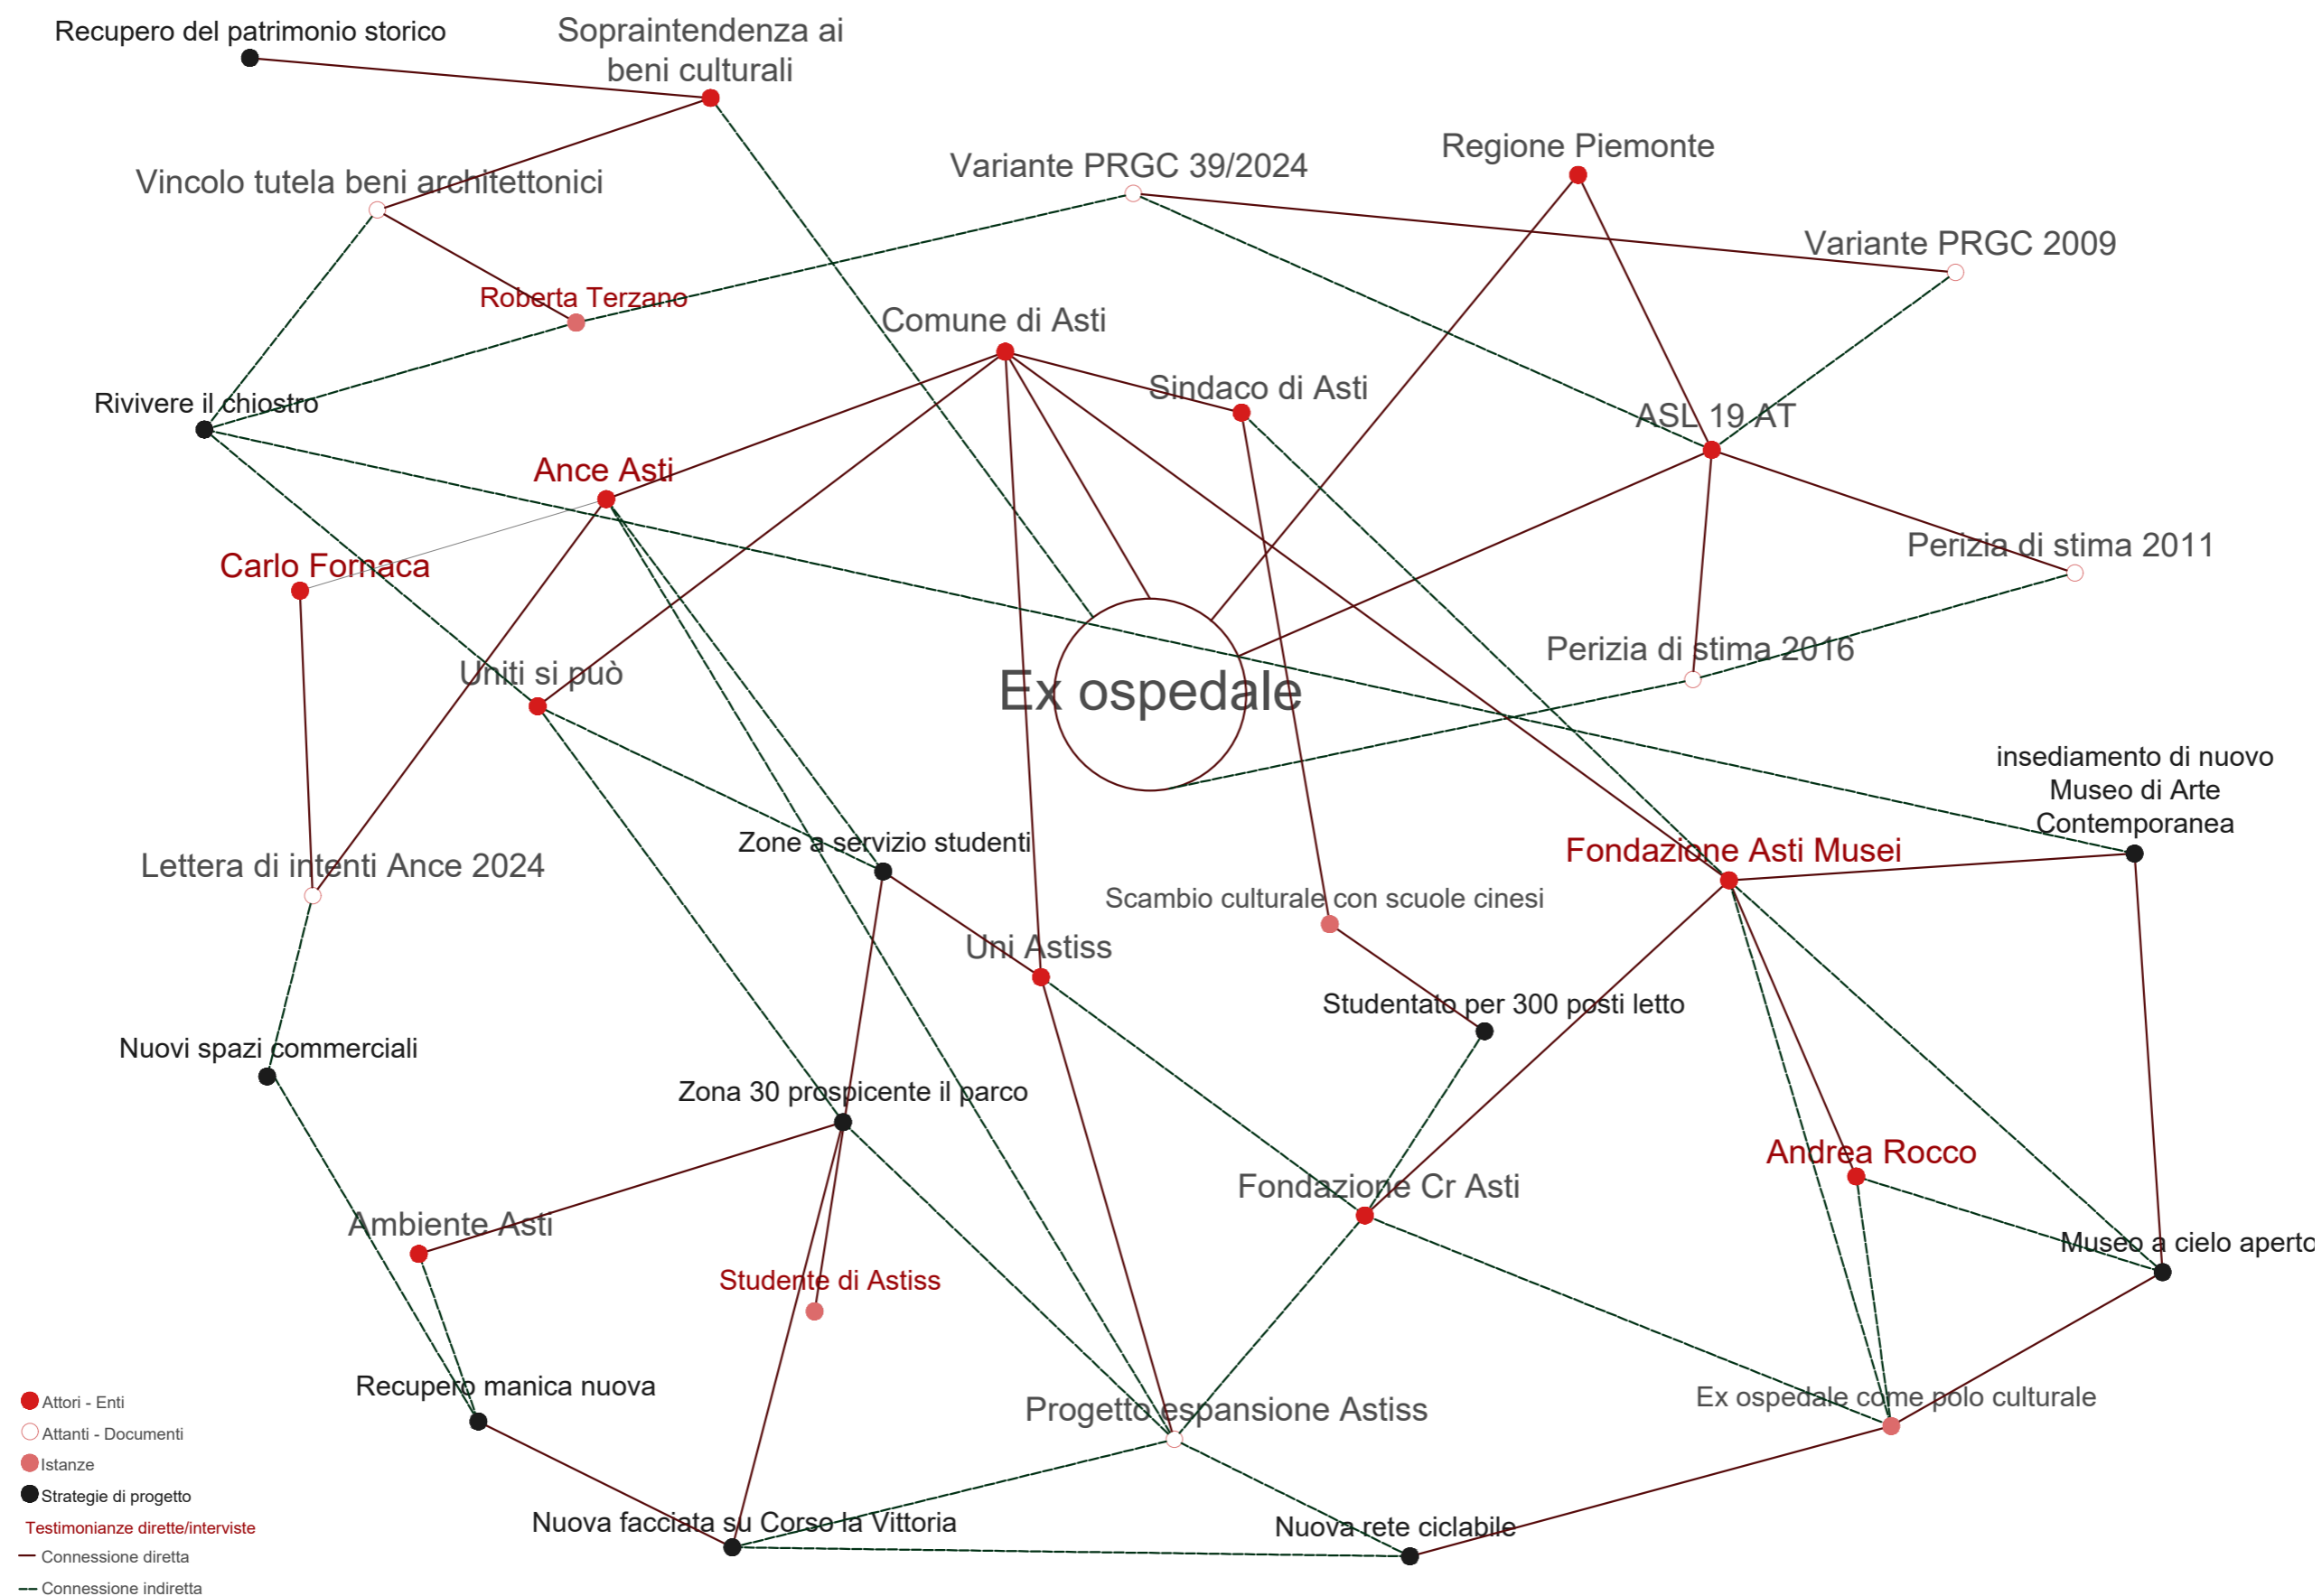 Recupero del patrimonio storico
Sopraintendenza ai
beni culturali
Regione Piemonte
Variante PRGC 39/2024
Vincolo tutela beni architettonici
Variante PRGC 2009
Roberta Terzano
Comune di Asti
Sindaco di Asti
Rivivere il chiostro
ASL 19 AT
Ance Asti
Perizia di stima 2011
Carlo Fornaca
Perizia di stima 2016
Uniti si può
Ex ospedale
insediamento di nuovo
Museo di Arte
Contemporanea
Zone a servizio studenti
Fondazione Asti Musei
Lettera di intenti Ance 2024
Scambio culturale con scuole cinesi
Uni Astiss
Studentato per 300 posti letto
Nuovi spazi commerciali
Zona 30 prospicente il parco
Andrea Rocco
Fondazione Cr Asti
Ambiente Asti
Museo a cielo aperto
Studente di Astiss
Recupero manica nuova
Ex ospedale come polo culturale
Progetto espansione Astiss
Nuova facciata su Corso la Vittoria
Nuova rete ciclabile
Attori - Enti
Attanti - Documenti
Istanze
Strategie di progetto
Testimonianze dirette/interviste
Connessione diretta
Connessione indiretta